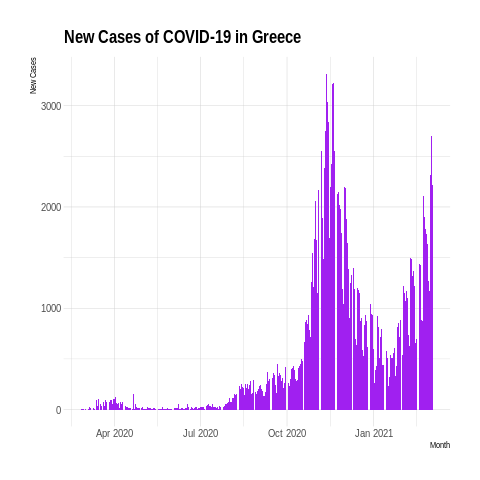 New Cases of COVID-19 in Greece
New Cases
3000
2000
1000
0
Apr 2020
Jul 2020
Oct 2020
Jan 2021
Month